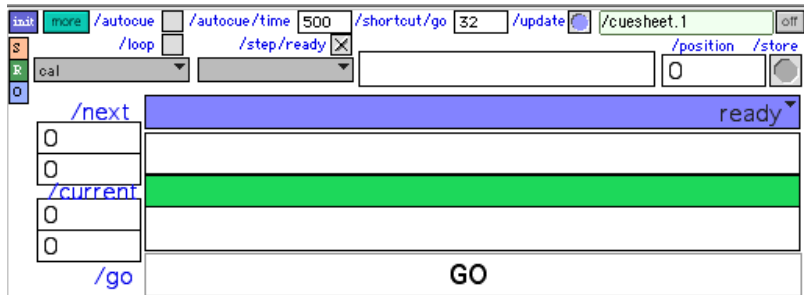 init more /autocue /autocue/time 500 /shortcut/go 32 /update /cuesheet.1 off
S /loop /step/ready /position /store
R cal 0
O
/next ready
0
0
/current
0
0
/go GO